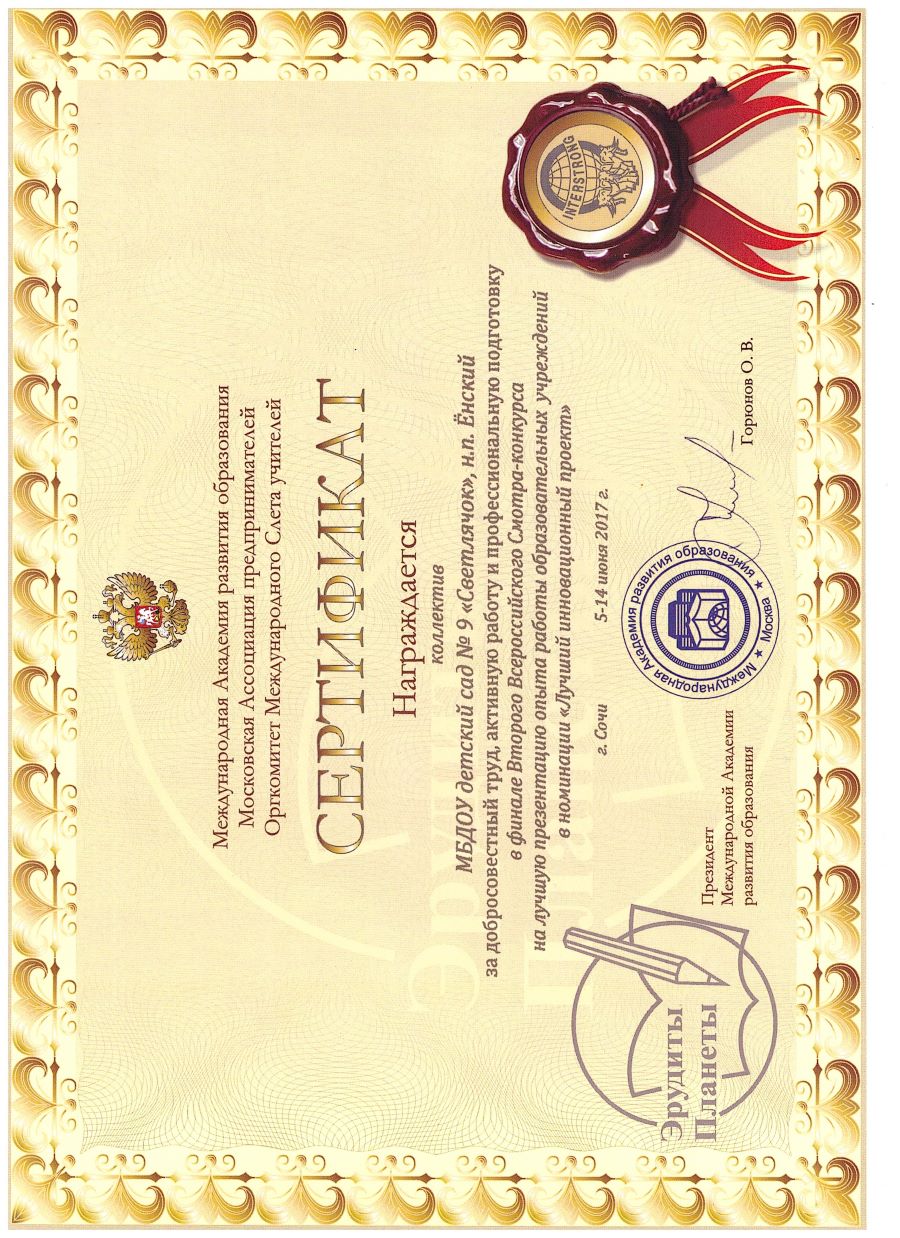 Международная Академия развития образования
Московская Ассоциация предпринимателей
Оргкомитет Международного Слета учителей
СЕРТИФИКАТ
Награждается
коллектив
МБДОУ детский сад № 9 «Светлячок», н.п. Ёнский
за добросовестный труд, активную работу и профессиональную подготовку
в финале Второго Всероссийского Смотра-конкурса
на лучшую презентацию опыта работы образовательных учреждений
в номинации «Лучший инновационный проект»
г. Сочи 5-14 июня 2017 г.
Президент
Международной Академии
развития образования
Горюнов О. В.
Международная Академия развития образования
★ Москва ★
Эрудиты
Планеты
INTERSTRONG